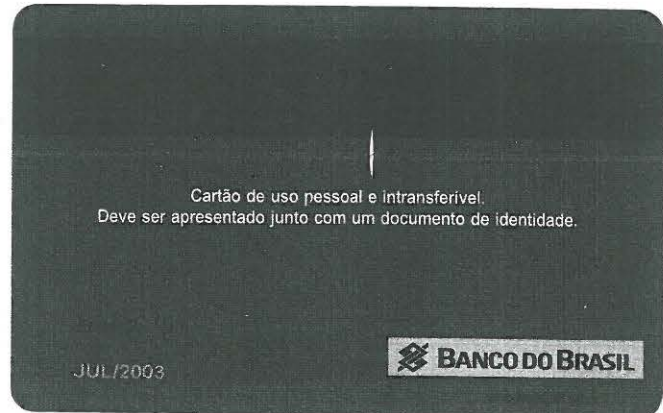 Cartão de uso pessoal e intransferível.
Deve ser apresentado junto com um documento de identidade.
JUL/2003
BANCO DO BRASIL